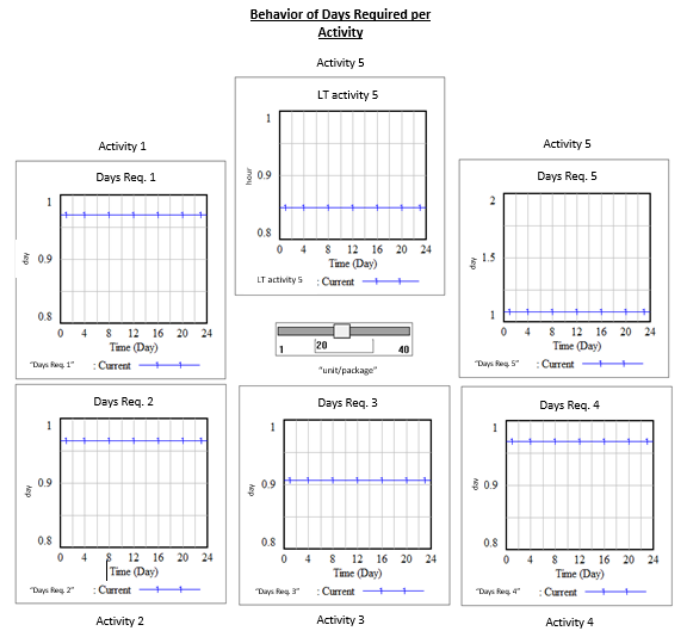 Behavior of Days Required per
Activity
Activity 5
LT activity 5
1
0.9
0.8
hour
0 4 8 12 16 20 24
Time (Day)
LT activity 5 : Current
Activity 1
Days Req. 1
1
0.9
0.8
day
0 4 8 12 16 20 24
Time (Day)
"Days Req. 1" : Current
Activity 5
Days Req. 5
2
1.5
1
day
0 4 8 12 16 20 24
Time (Day)
"Days Req. 5" : Current
1 20 40
"unit/package"
Days Req. 2
1
0.9
0.8
day
0 4 8 12 16 20 24
Time (Day)
"Days Req. 2" : Current
Activity 2
Days Req. 3
1
0.9
0.8
day
0 4 8 12 16 20 24
Time (Day)
"Days Req. 3" : Current
Activity 3
Days Req. 4
1
0.9
0.8
day
0 4 8 12 16 20 24
Time (Day)
"Days Req. 4" : Current
Activity 4